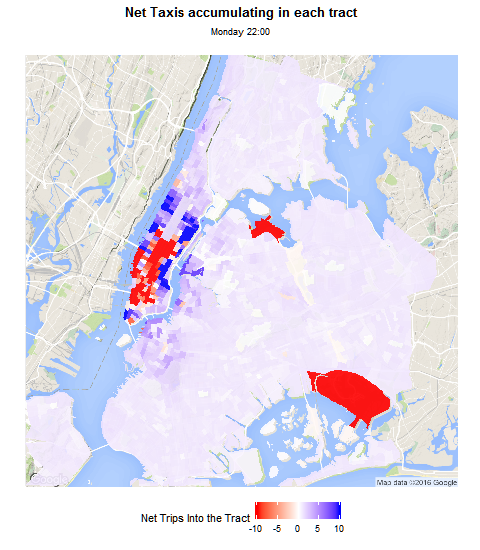 Net Taxis accumulating in each tract
Monday 22:00
Map data ©2016 Google
Net Trips Into the Tract
-10 -5 0 5 10